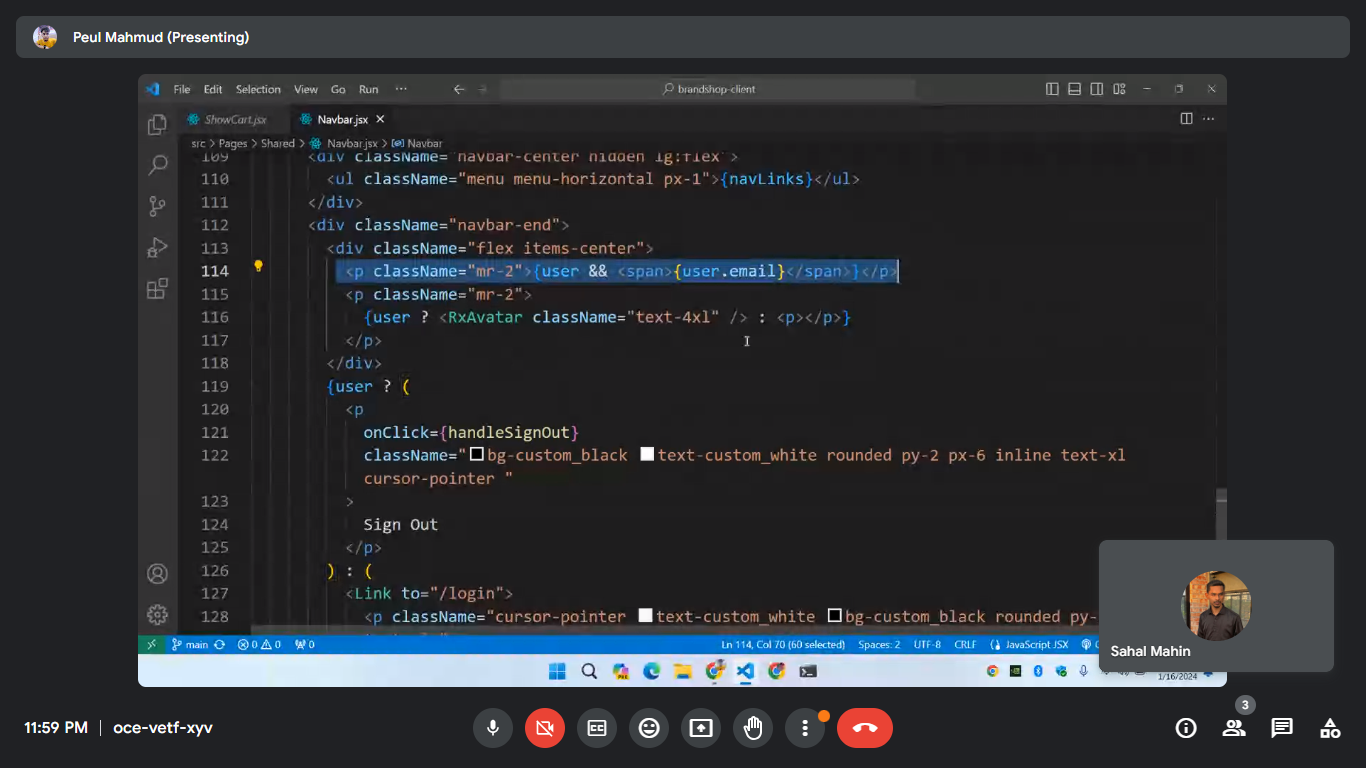 Peul Mahmud (Presenting)
File Edit Selection View Go Run ··· brandshop-client
ShowCart.jsx Navbar.jsx
src > Pages > Shared > Navbar.jsx > Navbar
109 <div className="navbar-center hidden lg:flex">
110 <ul className="menu menu-horizontal px-1">{navLinks}</ul>
111 </div>
112 <div className="navbar-end">
113 <div className="flex items-center">
114 <p className="mr-2">{user && <span>{user.email}</span>}</p>
115 <p className="mr-2">
116 {user ? <RxAvatar className="text-4xl" /> : <p></p>}
117 </p>
118 </div>
119 {user ? (
120 <p
121 onClick={handleSignOut}
122 className="bg-custom_black text-custom_white rounded py-2 px-6 inline text-xl
cursor-pointer "
123 >
124 Sign Out
125 </p>
126 ) : (
127 <Link to="/login">
128 <p className="cursor-pointer text-custom_white bg-custom_black rounded py-
main 0 0 0 Ln 114, Col 70 (60 selected) Spaces: 2 UTF-8 CRLF JavaScript JSX
Sahal Mahin
1/16/2024
11:59 PM | oce-vetf-xyv
3